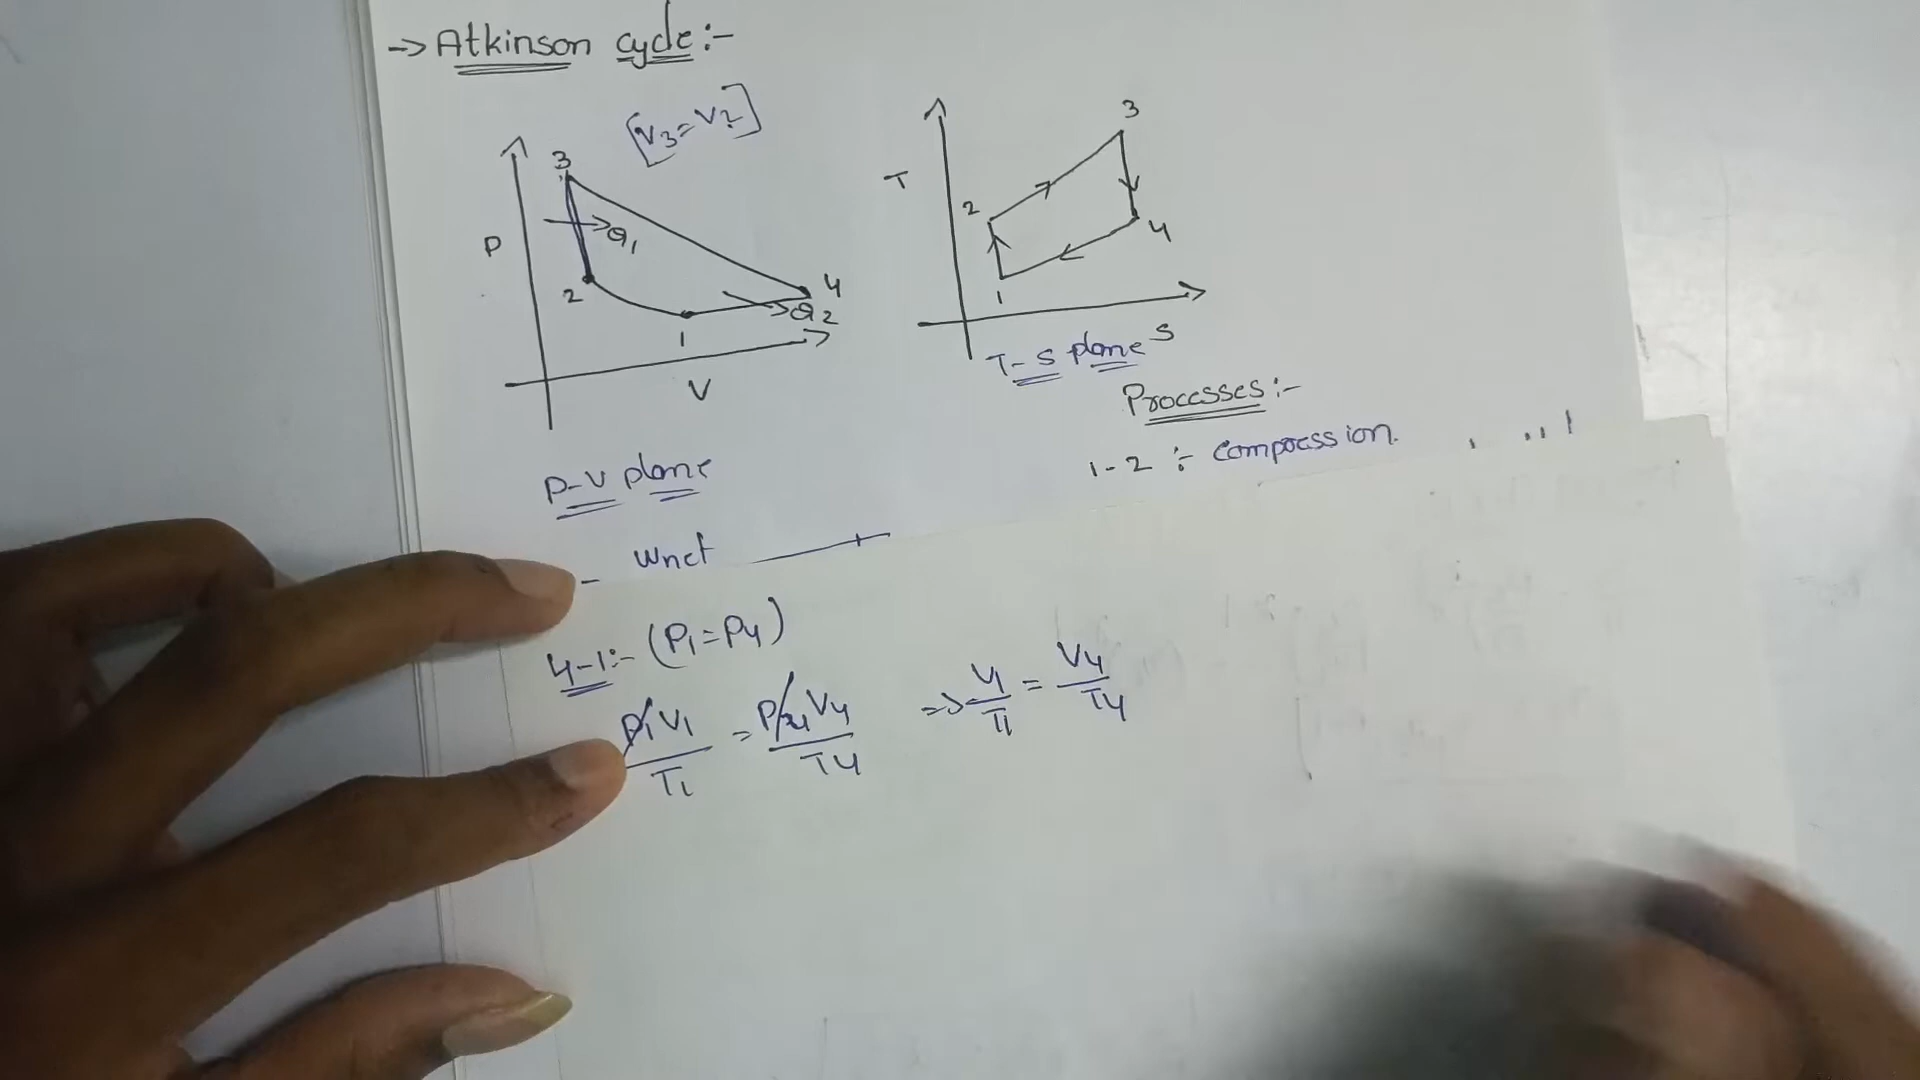 → Atkinson cycle:-
[V3=V2]
3
P
Q1
2
4
Q2
1
V
P-V plane
3
T
2
4
1
S
T-S plane
Processes:-
1-2 :- Compression.
- Wnet
4-1:- (P1=P4)
P1V1/T1 = P4V4/T4 => V1/T1 = V4/T4